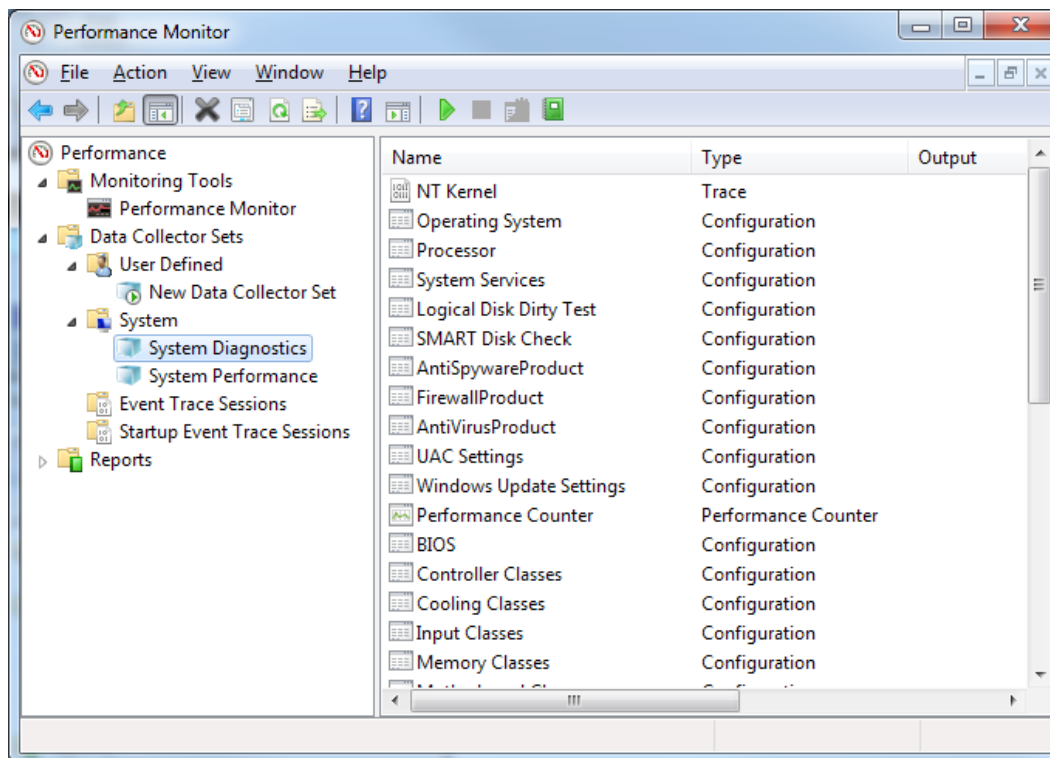 Performance Monitor
File Action View Window Help
Performance
Monitoring Tools
Performance Monitor
Data Collector Sets
User Defined
New Data Collector Set
System
System Diagnostics
System Performance
Event Trace Sessions
Startup Event Trace Sessions
Reports
Name Type Output
NT Kernel Trace
Operating System Configuration
Processor Configuration
System Services Configuration
Logical Disk Dirty Test Configuration
SMART Disk Check Configuration
AntiSpywareProduct Configuration
FirewallProduct Configuration
AntiVirusProduct Configuration
UAC Settings Configuration
Windows Update Settings Configuration
Performance Counter Performance Counter
BIOS Configuration
Controller Classes Configuration
Cooling Classes Configuration
Input Classes Configuration
Memory Classes Configuration